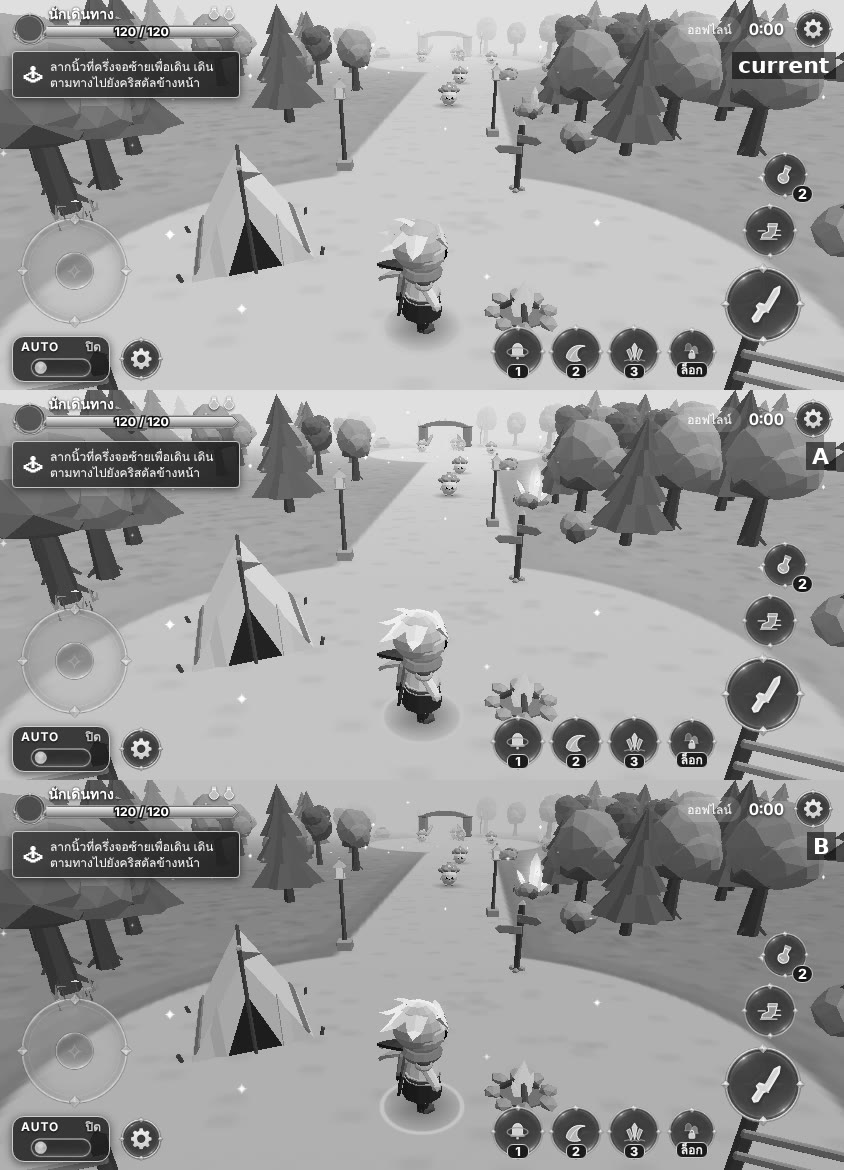 นักเดินทาง
120/120
ออฟไลน์ 0:00
ลากนิ้วที่ครึ่งจอซ้ายเพื่อเดิน เดิน
ตามทางไปยังคริสตัลข้างหน้า
current
2
AUTO ปิด
1 2 3 ล็อก
นักเดินทาง
120/120
ออฟไลน์ 0:00
ลากนิ้วที่ครึ่งจอซ้ายเพื่อเดิน เดิน
ตามทางไปยังคริสตัลข้างหน้า
A
2
AUTO ปิด
1 2 3 ล็อก
นักเดินทาง
120/120
ออฟไลน์ 0:00
ลากนิ้วที่ครึ่งจอซ้ายเพื่อเดิน เดิน
ตามทางไปยังคริสตัลข้างหน้า
B
2
AUTO ปิด
1 2 3 ล็อก